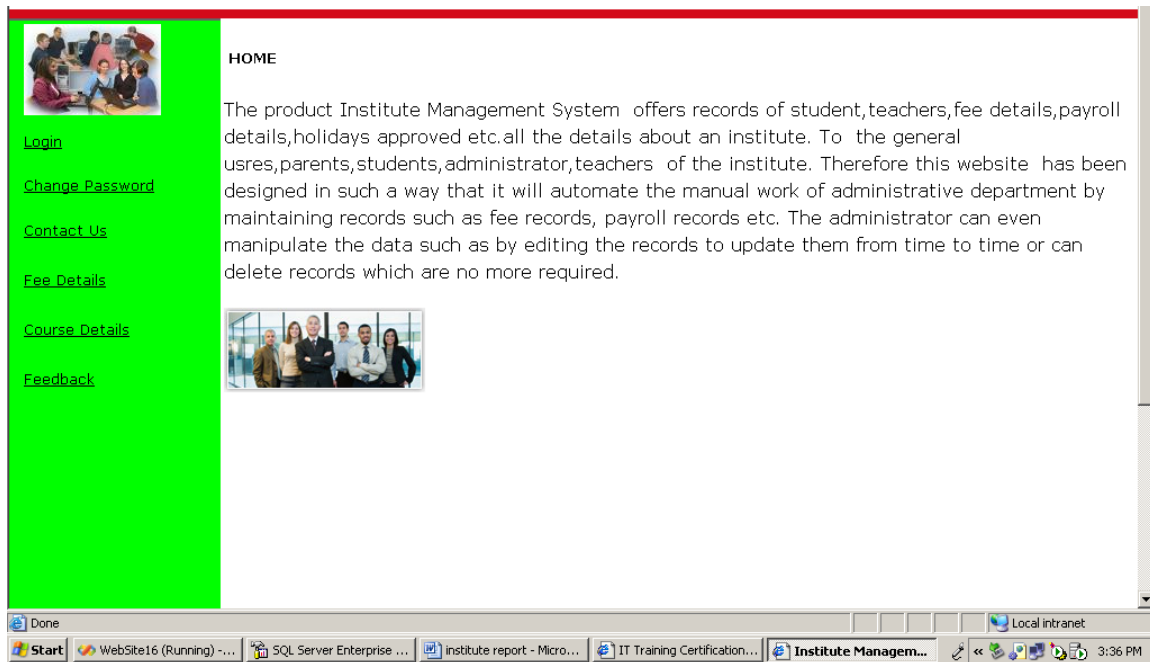 HOME
The product Institute Management System offers records of student,teachers,fee details,payroll
details,holidays approved etc.all the details about an institute. To the general
usres,parents,students,administrator,teachers of the institute. Therefore this website has been
designed in such a way that it will automate the manual work of administrative department by
maintaining records such as fee records, payroll records etc. The administrator can even
manipulate the data such as by editing the records to update them from time to time or can
delete records which are no more required.
Login
Change Password
Contact Us
Fee Details
Course Details
Feedback
Done
Local intranet
Start
WebSite16 (Running) -...
SQL Server Enterprise ...
institute report - Micro...
IT Training Certification...
Institute Managem...
«
3:36 PM